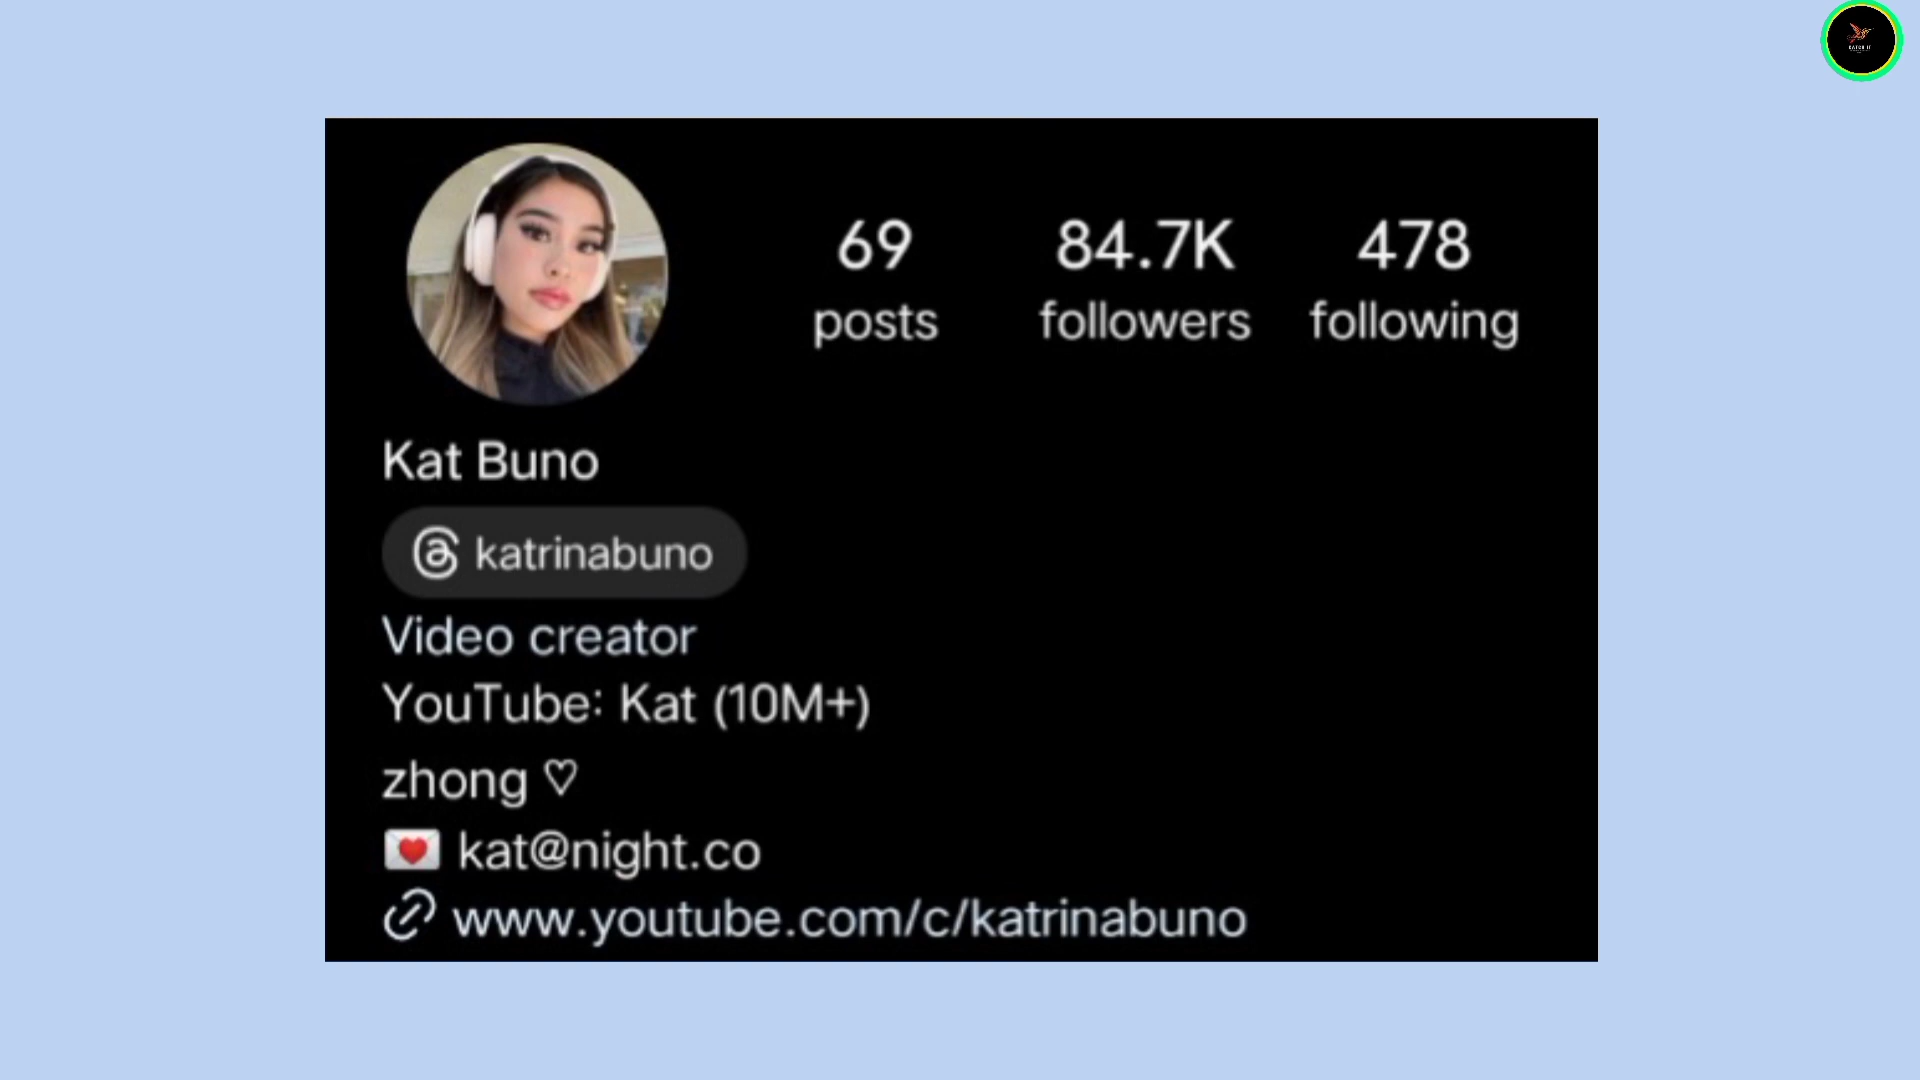 69 84.7K 478
posts followers following
Kat Buno
katrinabuno
Video creator
YouTube: Kat (10M+)
zhong ♡
💌 kat@night.co
www.youtube.com/c/katrinabuno